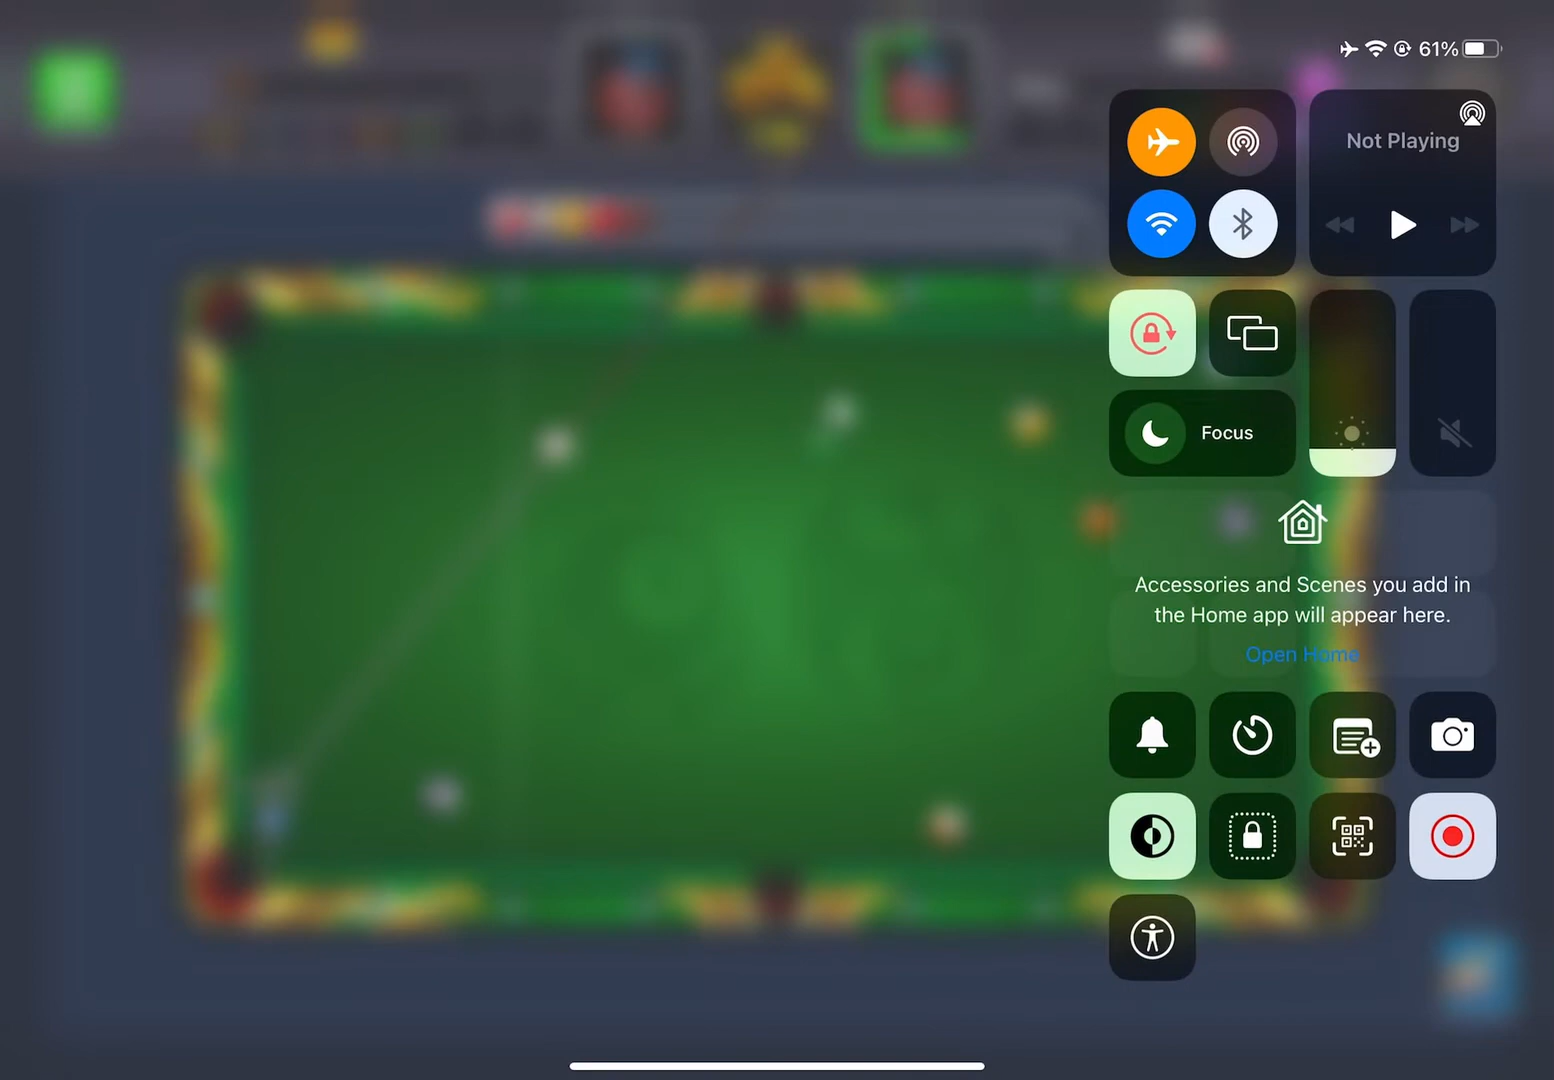 61%
Not Playing
Focus
Accessories and Scenes you add in
the Home app will appear here.
Open Home